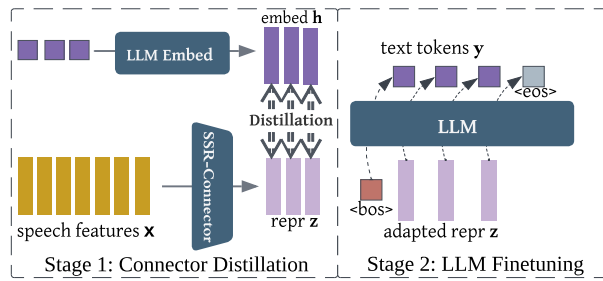 embed h
LLM Embed
Distillation
SSR-Connector
speech features x
repr z
Stage 1: Connector Distillation
text tokens y
<eos>
LLM
<bos>
adapted repr z
Stage 2: LLM Finetuning